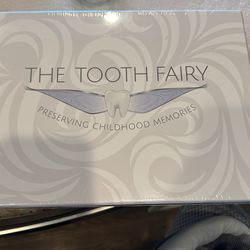 THE TOOTH FAIRY
PRESERVING CHILDHOOD MEMORIES